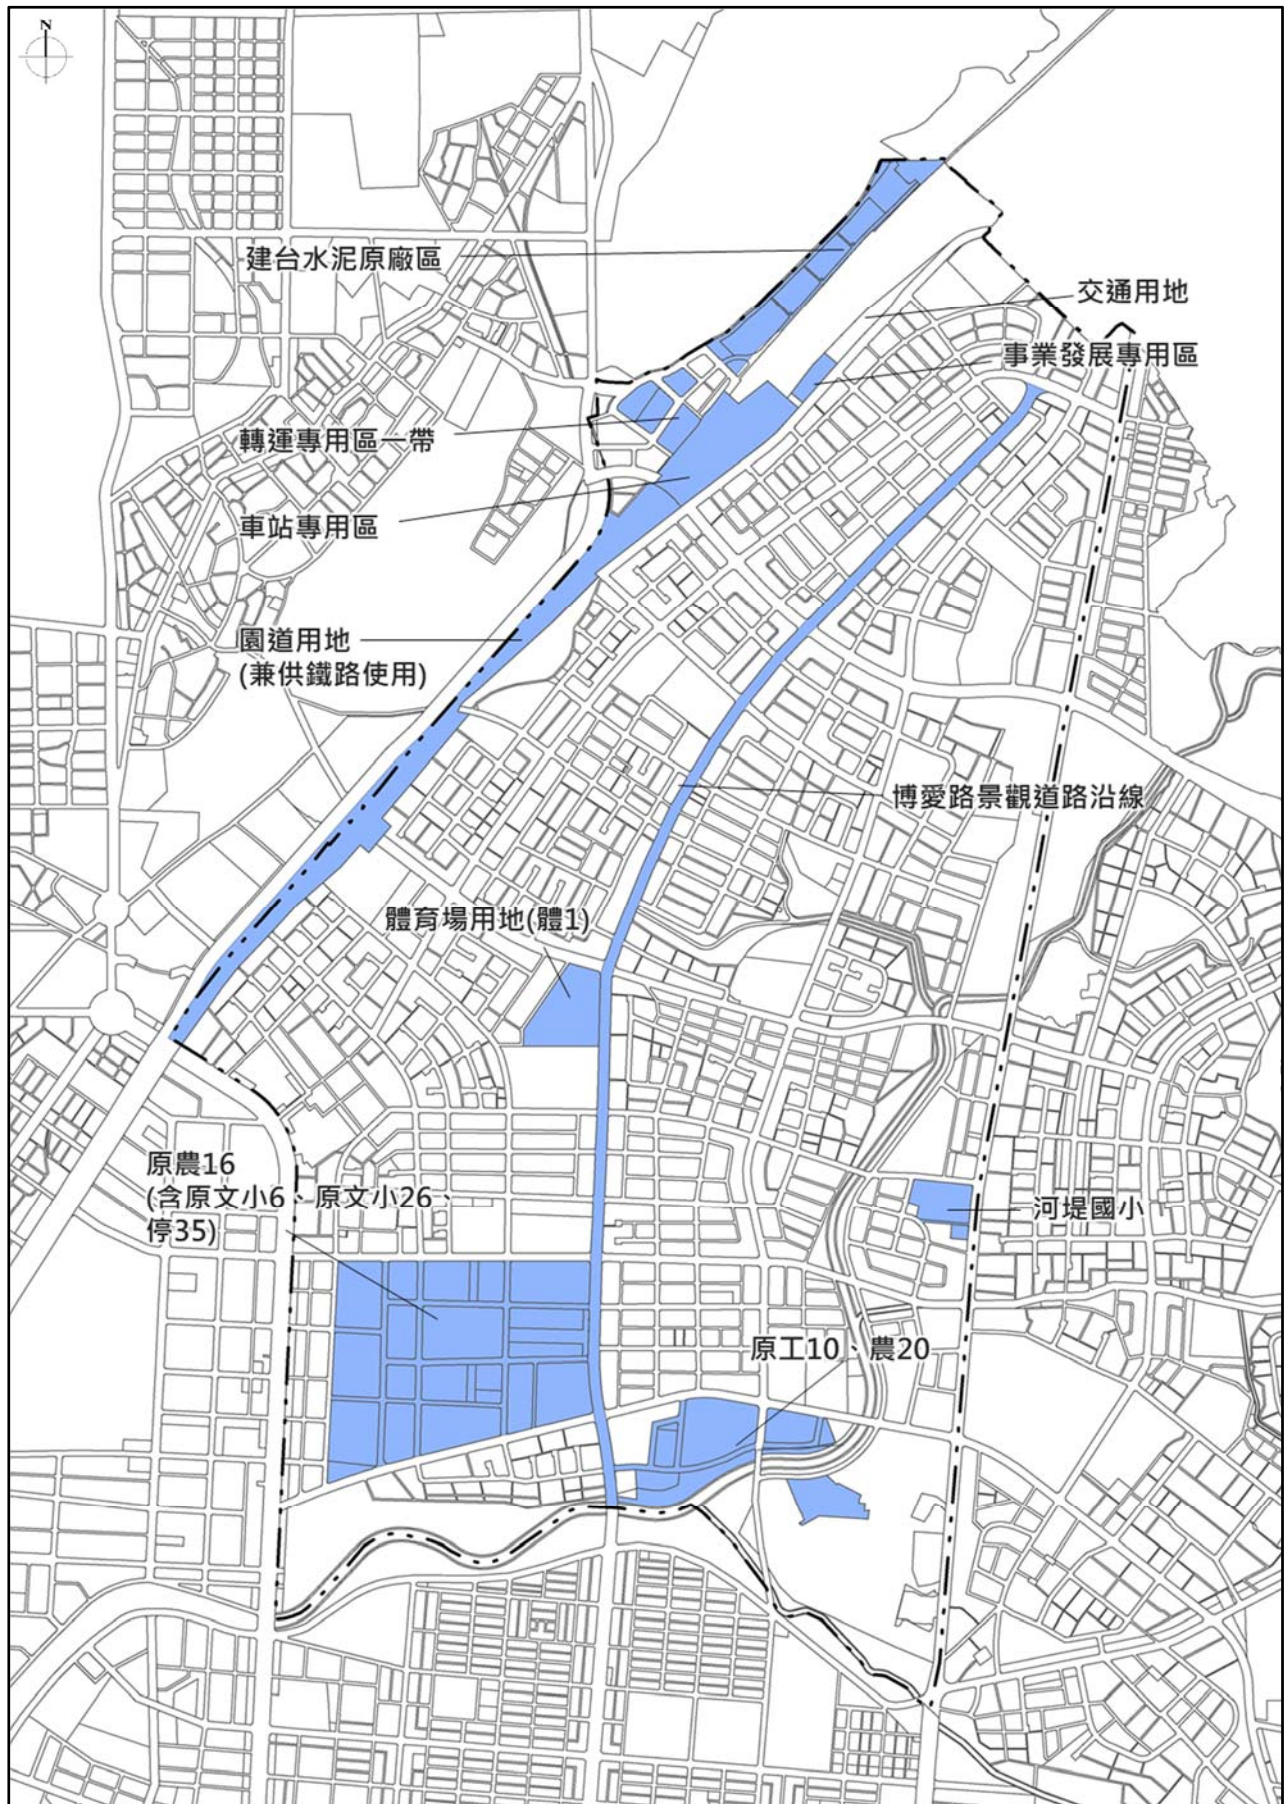 N
建台水泥原廠區
交通用地
事業發展專用區
轉運專用區一帶
車站專用區
園道用地
(兼供鐵路使用)
博愛路景觀道路沿線
體育場用地(體1)
原農16
(含原文小6、原文小26、
停35)
河堤國小
原工10、農20